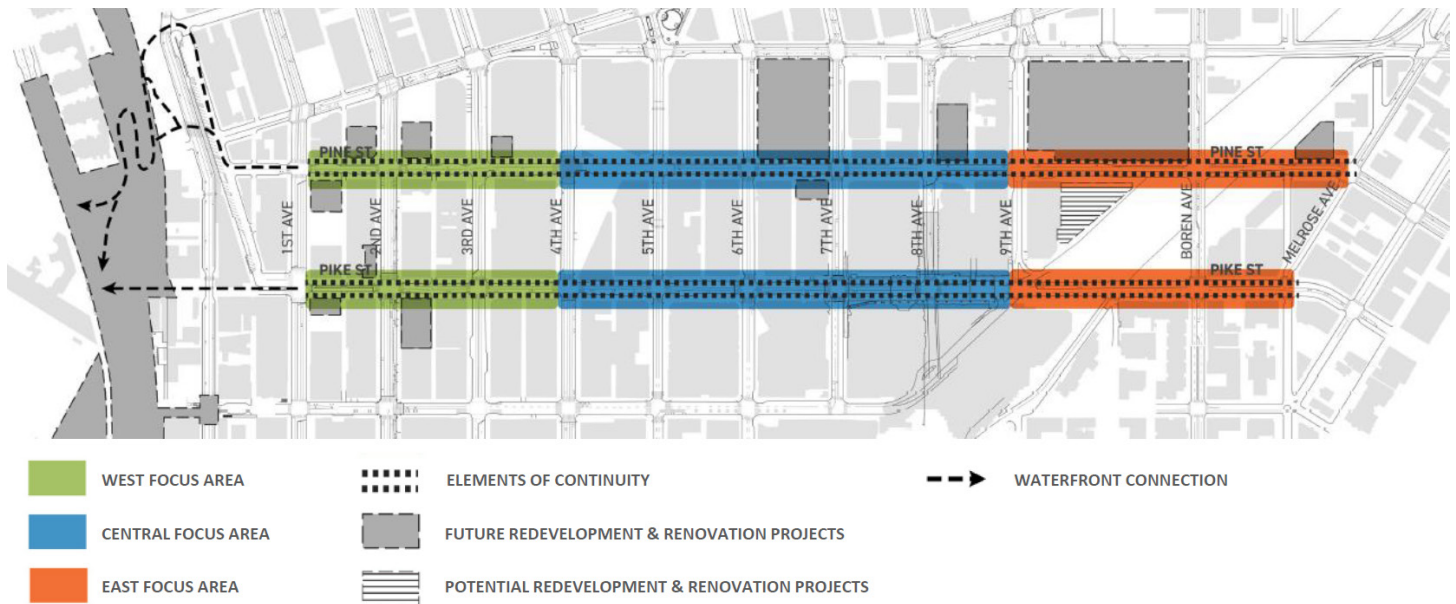 PINE ST
PINE ST
1ST AVE
2ND AVE
3RD AVE
4TH AVE
5TH AVE
6TH AVE
7TH AVE
8TH AVE
9TH AVE
BOREN AVE
MELROSE AVE
PIKE ST
PIKE ST
WEST FOCUS AREA
ELEMENTS OF CONTINUITY
WATERFRONT CONNECTION
CENTRAL FOCUS AREA
FUTURE REDEVELOPMENT & RENOVATION PROJECTS
EAST FOCUS AREA
POTENTIAL REDEVELOPMENT & RENOVATION PROJECTS